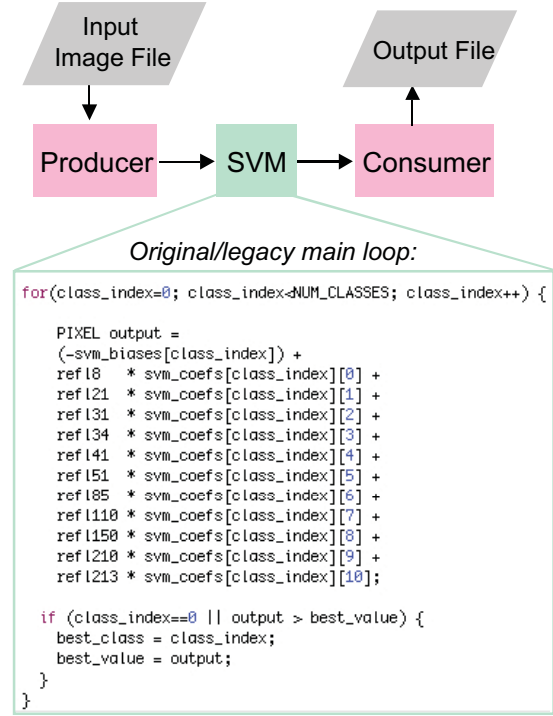 Input
Image File
Output File
Producer
SVM
Consumer
Original/legacy main loop:
for(class_index=0; class_index<NUM_CLASSES; class_index++) {
PIXEL output =
(-svm_biases[class_index]) +
refl8 * svm_coefs[class_index][0] +
refl21 * svm_coefs[class_index][1] +
refl31 * svm_coefs[class_index][2] +
refl34 * svm_coefs[class_index][3] +
refl41 * svm_coefs[class_index][4] +
refl51 * svm_coefs[class_index][5] +
refl85 * svm_coefs[class_index][6] +
refl110 * svm_coefs[class_index][7] +
refl150 * svm_coefs[class_index][8] +
refl210 * svm_coefs[class_index][9] +
refl213 * svm_coefs[class_index][10];
if (class_index==0 || output > best_value) {
best_class = class_index;
best_value = output;
}
}